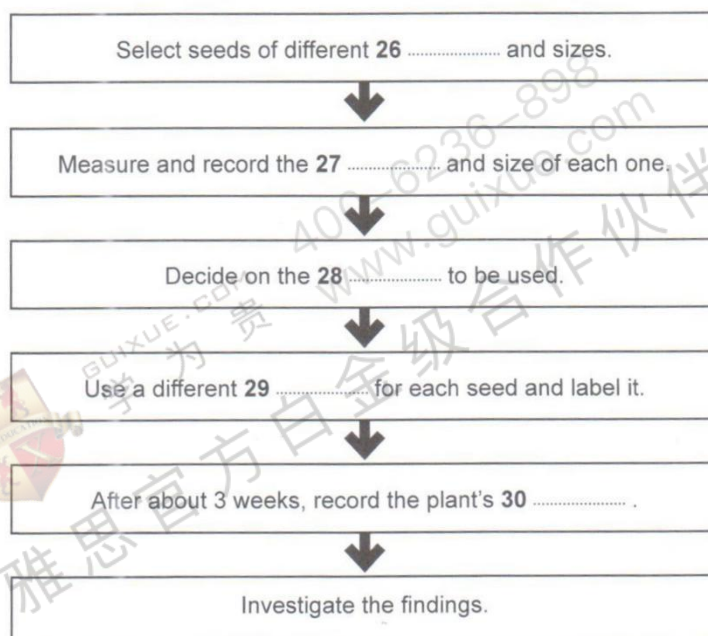 Select seeds of different 26 .................... and sizes.
Measure and record the 27 .................... and size of each one.
Decide on the 28 .................... to be used.
Use a different 29 .................... for each seed and label it.
After about 3 weeks, record the plant's 30 .................... .
Investigate the findings.
400-6236-898
www.guixue.com
GUIXUE.COM
学为贵
雅思官方白金级合作伙伴